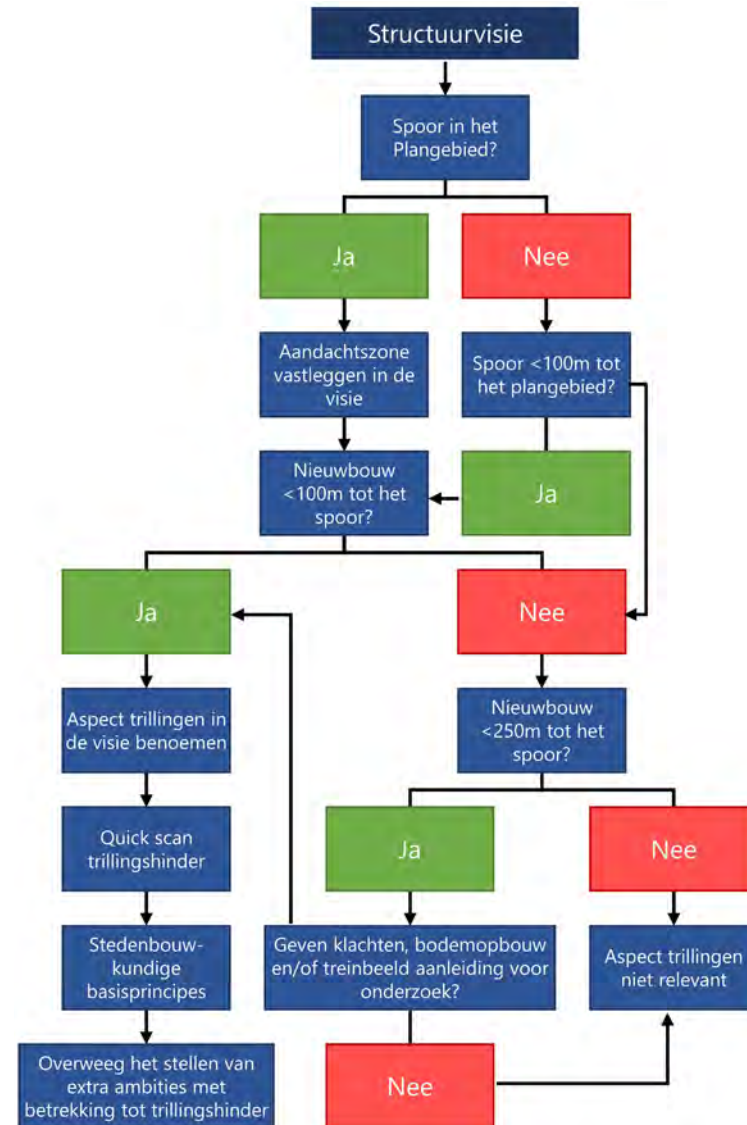 Structuurvisie
Spoor in het
Plangebied?
Ja
Nee
Aandachtszone
vastleggen in de
visie
Spoor <100m tot
het plangebied?
Nieuwbouw
<100m tot het
spoor?
Ja
Ja
Nee
Aspect trillingen in
de visie benoemen
Nieuwbouw
<250m tot het
spoor?
Quick scan
trillingshinder
Ja
Nee
Stedenbouw-
kundige
basisprincipes
Geven klachten, bodemopbouw
en/of treinbeeld aanleiding voor
onderzoek?
Aspect trillingen
niet relevant
Overweeg het stellen van
extra ambities met
betrekking tot trillingshinder
Nee